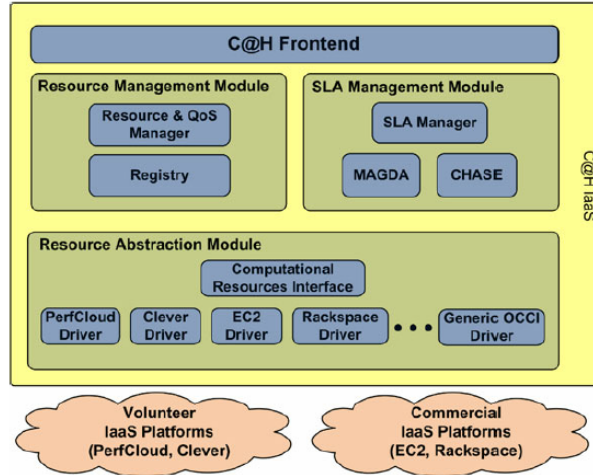 C@H Frontend
Resource Management Module
Resource & QoS
Manager
Registry
SLA Management Module
SLA Manager
MAGDA
CHASE
C@H IaaS
Resource Abstraction Module
Computational
Resources Interface
PerfCloud
Driver
Clever
Driver
EC2
Driver
Rackspace
Driver
Generic OCCI
Driver
Volunteer
IaaS Platforms
(PerfCloud, Clever)
Commercial
IaaS Platforms
(EC2, Rackspace)